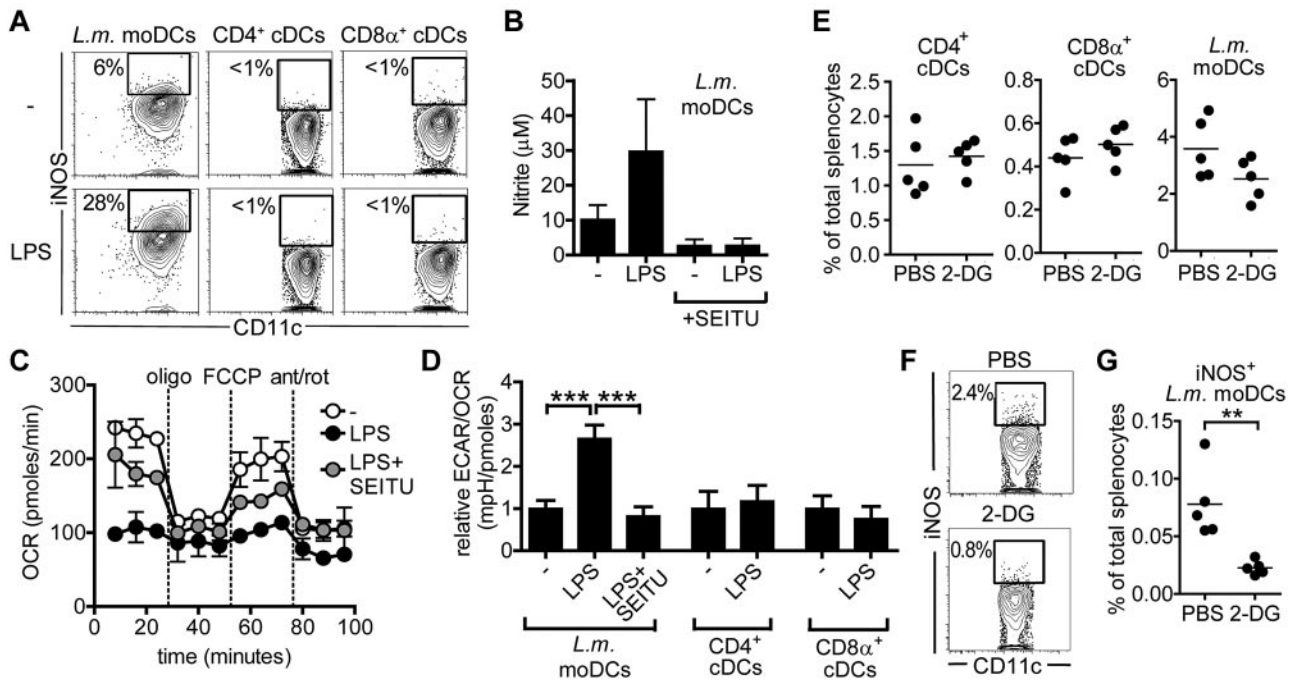 A
L.m. moDCs CD4+ cDCs CD8α+ cDCs
6% <1% <1%
-
iNOS
28% <1% <1%
LPS
CD11c
B
L.m.
moDCs
Nitrite (μM)
50
40
30
20
10
0
- LPS - LPS
+SEITU
C
oligo FCCP ant/rot
OCR (pmoles/min)
300
200
100
0
0 20 40 60 80 100
time (minutes)
-
LPS
LPS+
SEITU
D
relative ECAR/OCR
(mpH/pmoles)
4
3
2
1
0
*** ***
- LPS LPS+
SEITU
- LPS - LPS
L.m.
moDCs
CD4+
cDCs
CD8α+
cDCs
E
% of total splenocytes
CD4+
cDCs
2.5
2.0
1.5
1.0
0.5
0.0
PBS 2-DG
CD8α+
cDCs
0.8
0.6
0.4
0.2
0.0
PBS 2-DG
L.m.
moDCs
6
4
2
0
PBS 2-DG
F
PBS
2.4%
iNOS
2-DG
0.8%
iNOS
CD11c
G
iNOS+
L.m. moDCs
**
% of total splenocytes
0.15
0.10
0.05
0.00
PBS 2-DG